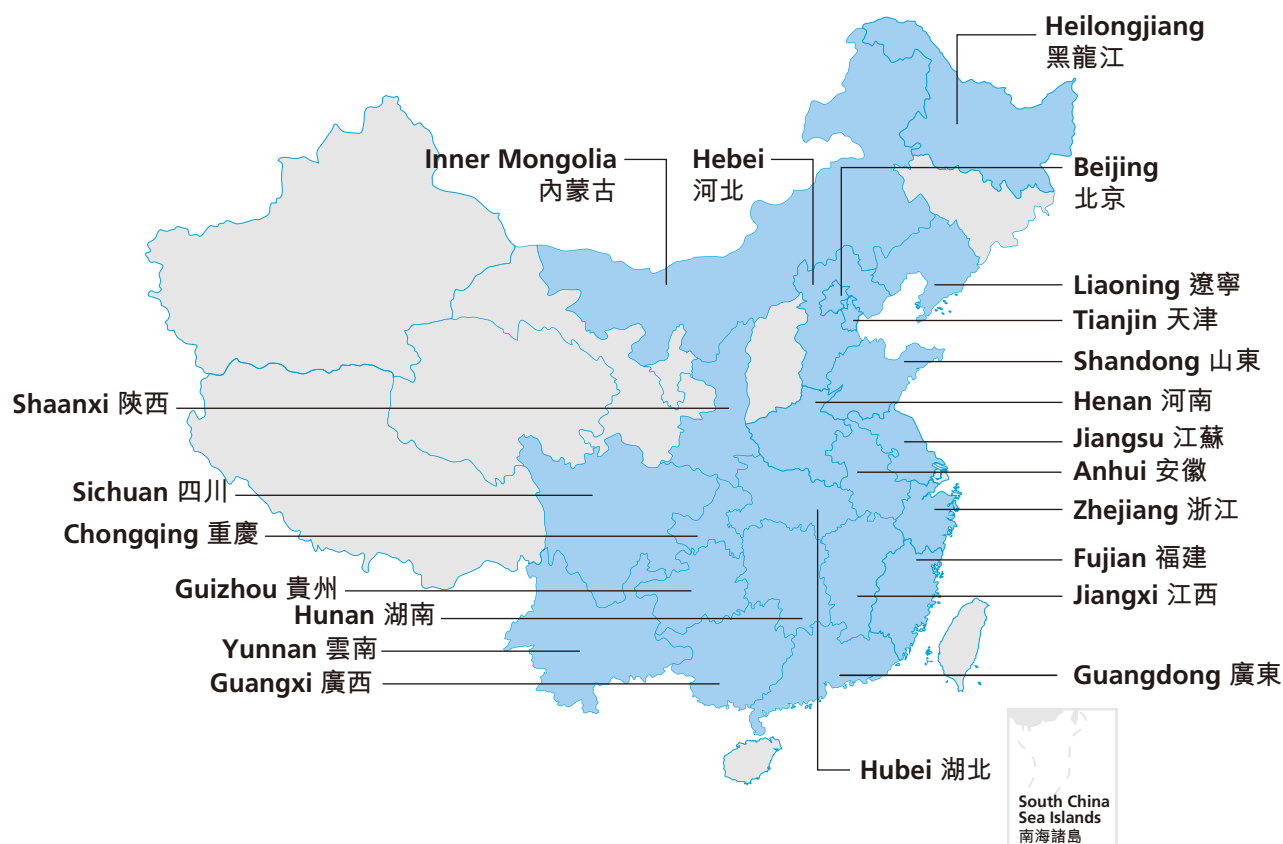 Heilongjiang
黑龍江
Inner Mongolia
內蒙古
Hebei
河北
Beijing
北京
Liaoning 遼寧
Tianjin 天津
Shandong 山東
Shaanxi 陝西
Henan 河南
Jiangsu 江蘇
Anhui 安徽
Sichuan 四川
Zhejiang 浙江
Chongqing 重慶
Fujian 福建
Guizhou 貴州
Jiangxi 江西
Hunan 湖南
Yunnan 雲南
Guangxi 廣西
Guangdong 廣東
Hubei 湖北
South China
Sea Islands
南海諸島